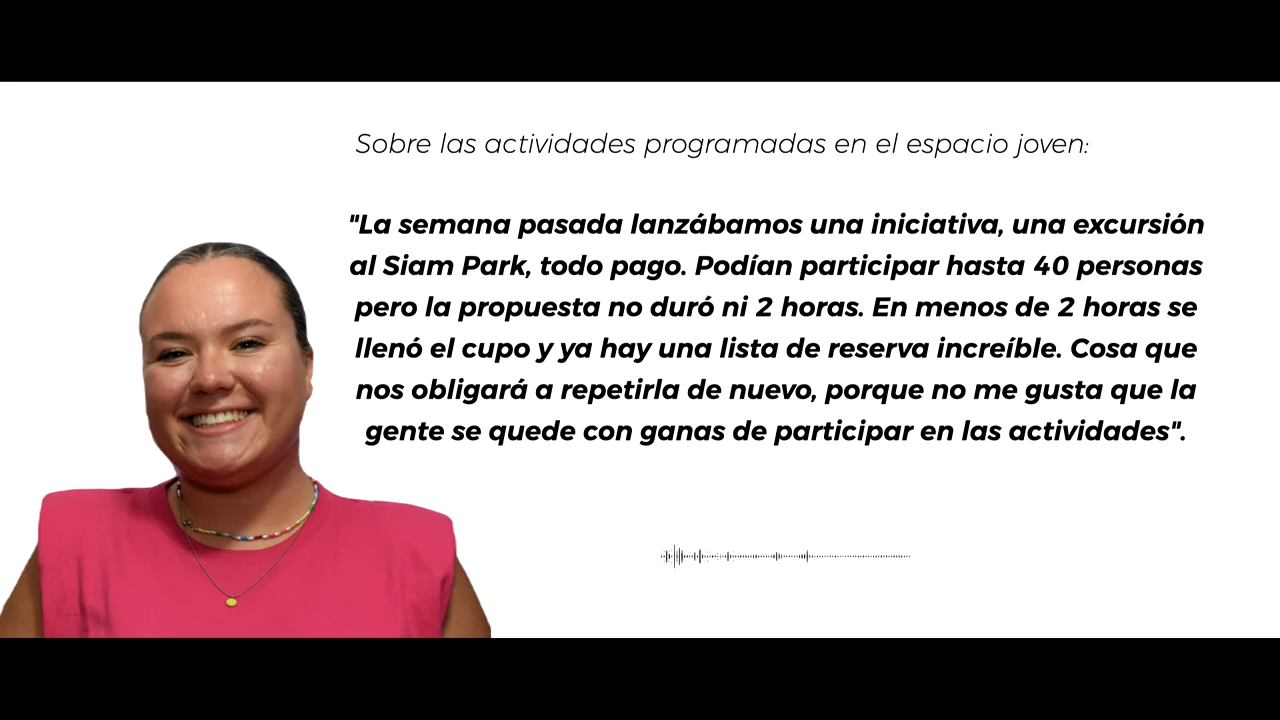 Sobre las actividades programadas en el espacio joven:
"La semana pasada lanzábamos una iniciativa, una excursión
al Siam Park, todo pago. Podían participar hasta 40 personas
pero la propuesta no duró ni 2 horas. En menos de 2 horas se
llenó el cupo y ya hay una lista de reserva increíble. Cosa que
nos obligará a repetirla de nuevo, porque no me gusta que la
gente se quede con ganas de participar en las actividades".